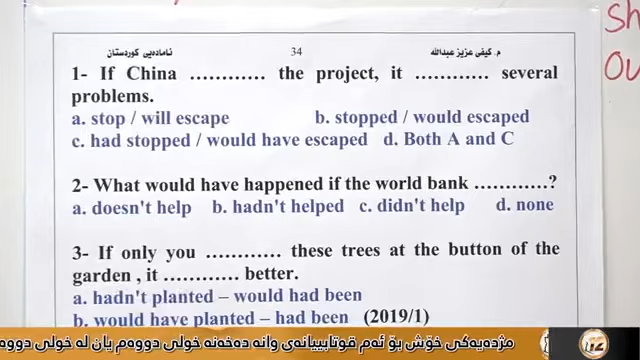 Sh
Ou
م. کیفی عزیز عبدالله 34 ئامادەیی کوردستان
1- If China ………… the project, it ………… several
problems.
a. stop / will escape b. stopped / would escaped
c. had stopped / would have escaped d. Both A and C
2- What would have happened if the world bank …………?
a. doesn't help b. hadn't helped c. didn't help d. none
3- If only you ………… these trees at the button of the
garden , it ………… better.
a. hadn't planted – would had been
b. would have planted – had been (2019/1)
مژدەیەکی خۆش بۆ ئەم قوتابییانەی وانە دەخەنە خولی دووەم یان لە خولی دووە